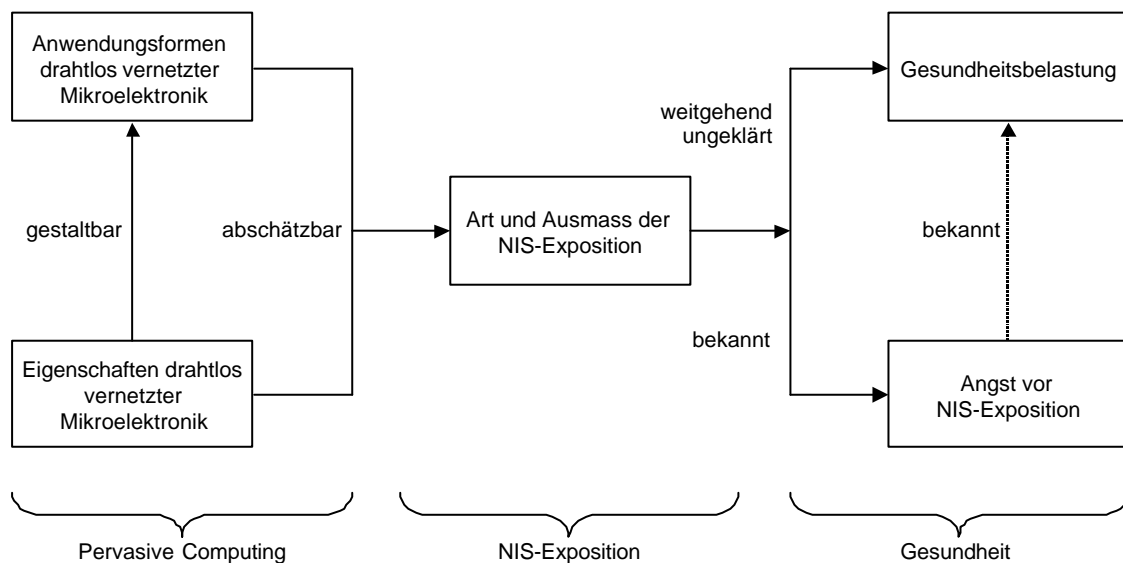 Anwendungsformen
drahtlos vernetzter
Mikroelektronik
gestaltbar
Eigenschaften drahtlos
vernetzter
Mikroelektronik
abschätzbar
Art und Ausmass der
NIS-Exposition
weitgehend
ungeklärt
bekannt
Gesundheitsbelastung
bekannt
Angst vor
NIS-Exposition
Pervasive Computing
NIS-Exposition
Gesundheit